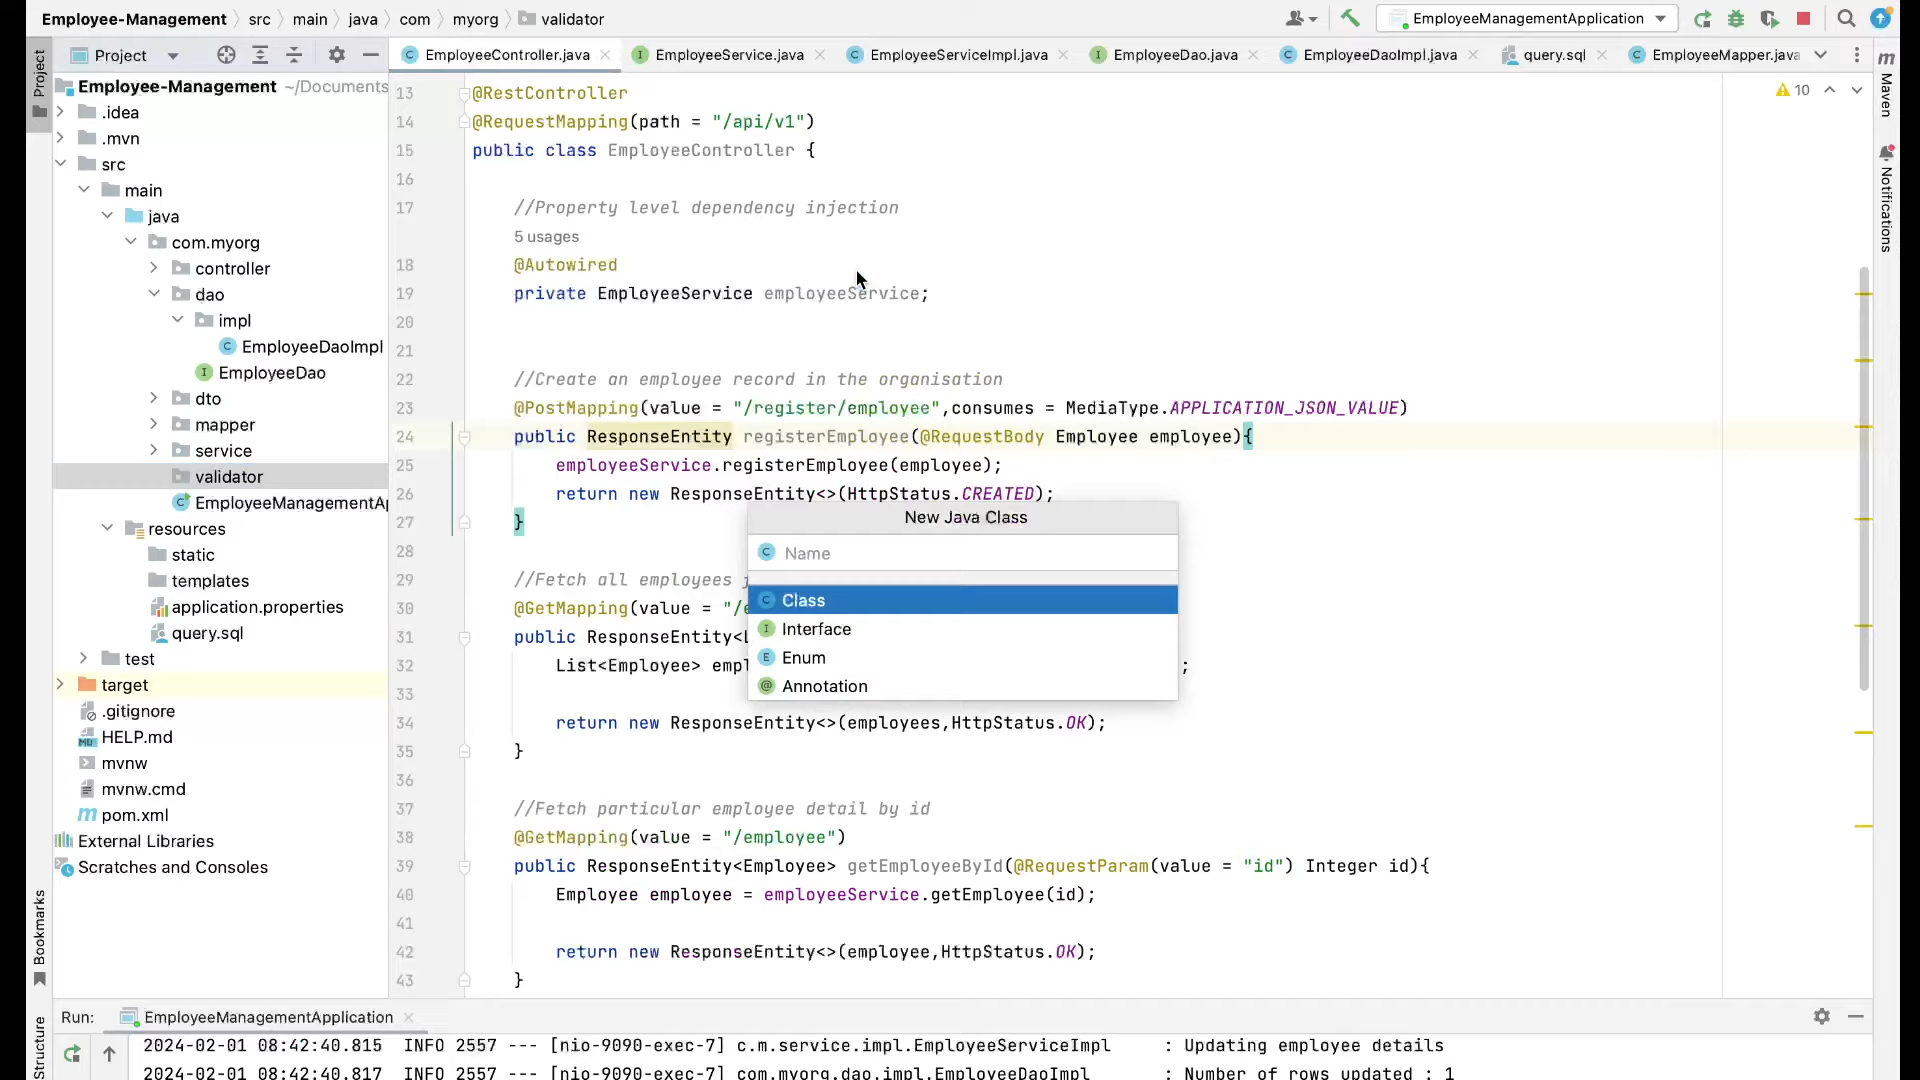 Employee-Management src main java com myorg validator EmployeeManagementApplication
Project
EmployeeController.java EmployeeService.java EmployeeServiceImpl.java EmployeeDao.java EmployeeDaoImpl.java query.sql EmployeeMapper.java
Project
Employee-Management ~/Documents
.idea
.mvn
src
main
java
com.myorg
controller
dao
impl
EmployeeDaoImpl
EmployeeDao
dto
mapper
service
validator
EmployeeManagementAp
resources
static
templates
application.properties
query.sql
test
target
.gitignore
HELP.md
mvnw
mvnw.cmd
pom.xml
External Libraries
Scratches and Consoles
Bookmarks
Structure
10
13 @RestController
14 @RequestMapping(path = "/api/v1")
15 public class EmployeeController {
16
17 //Property level dependency injection
5 usages
18 @Autowired
19 private EmployeeService employeeService;
20
21
22 //Create an employee record in the organisation
23 @PostMapping(value = "/register/employee",consumes = MediaType.APPLICATION_JSON_VALUE)
24 public ResponseEntity registerEmployee(@RequestBody Employee employee){
25 employeeService.registerEmployee(employee);
26 return new ResponseEntity<>(HttpStatus.CREATED);
27 }
28
29 //Fetch all employees
30 @GetMapping(value = "/e
31 public ResponseEntity<L
32 List<Employee> empl ;
33
34 return new ResponseEntity<>(employees,HttpStatus.OK);
35 }
36
37 //Fetch particular employee detail by id
38 @GetMapping(value = "/employee")
39 public ResponseEntity<Employee> getEmployeeById(@RequestParam(value = "id") Integer id){
40 Employee employee = employeeService.getEmployee(id);
41
42 return new ResponseEntity<>(employee,HttpStatus.OK);
43 }
New Java Class
Name
Class
Interface
Enum
Annotation
Maven
Notifications
Run: EmployeeManagementApplication
2024-02-01 08:42:40.815 INFO 2557 --- [nio-9090-exec-7] c.m.service.impl.EmployeeServiceImpl : Updating employee details
2024-02-01 08:42:40.817 INFO 2557 --- [nio-9090-exec-7] com.myorg.dao.impl.EmployeeDaoImpl : Number of rows updated : 1